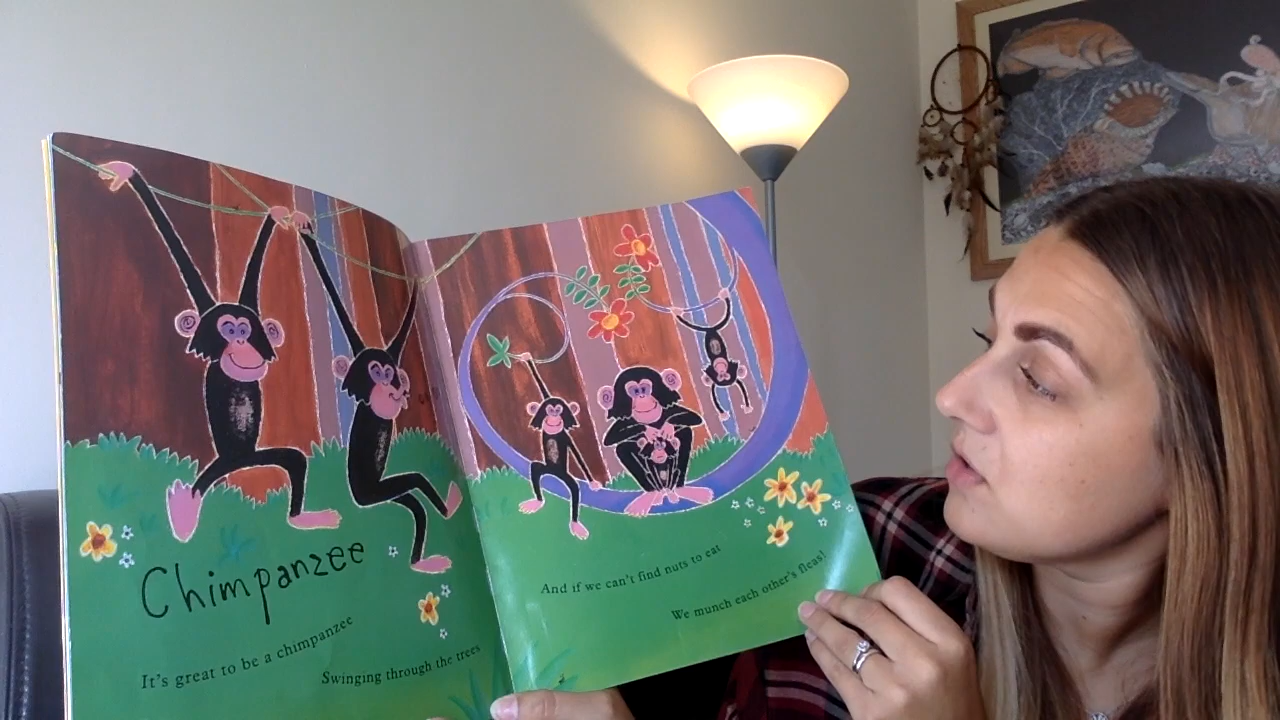 Chimpanzee
It's great to be a chimpanzee
Swinging through the trees
And if we can't find nuts to eat
We munch each other's fleas!